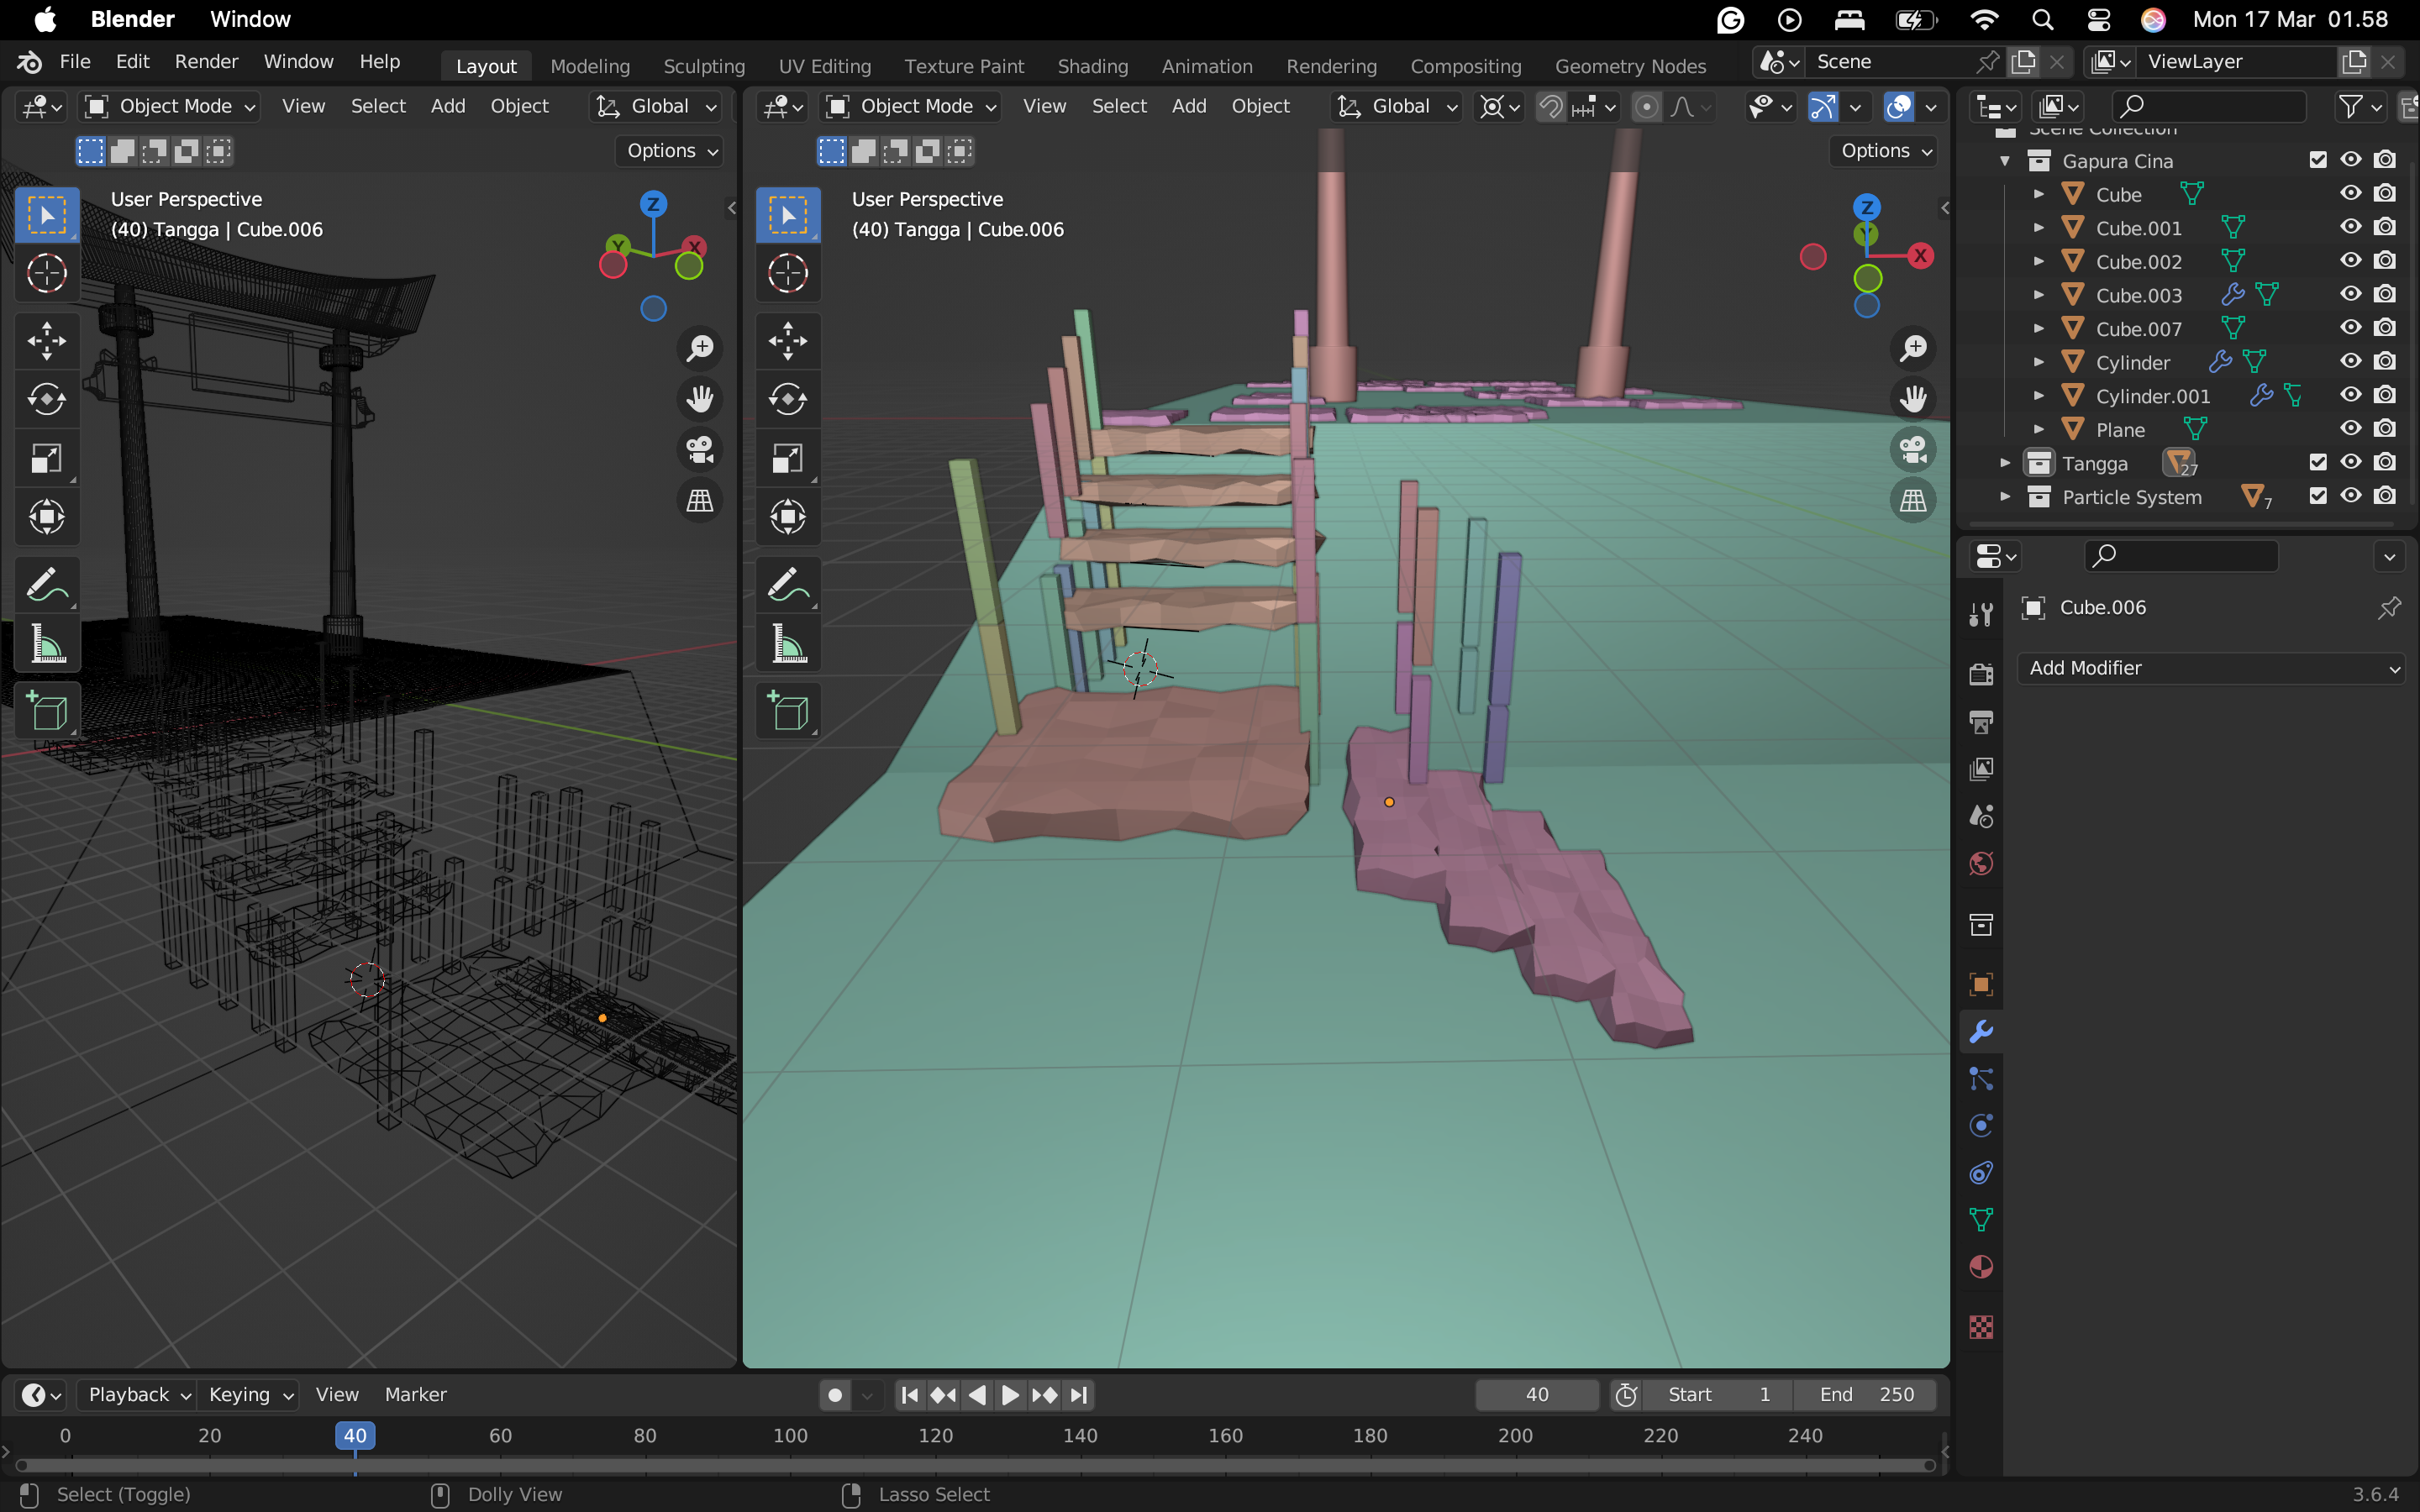 Blender Window Mon 17 Mar 01.58
File Edit Render Window Help Layout Modeling Sculpting UV Editing Texture Paint Shading Animation Rendering Compositing Geometry Nodes Scene ViewLayer
Object Mode View Select Add Object Global
Object Mode View Select Add Object Global
Options
Options
User Perspective
(40) Tangga | Cube.006
Z
Y
X
User Perspective
(40) Tangga | Cube.006
Z
Y
X
Scene Collection
Gapura Cina
Cube
Cube.001
Cube.002
Cube.003
Cube.007
Cylinder
Cylinder.001
Plane
Tangga 27
Particle System 7
Cube.006
Add Modifier
Playback Keying View Marker 40 Start 1 End 250
0 20 40 60 80 100 120 140 160 180 200 220 240
Select (Toggle) Dolly View Lasso Select 3.6.4